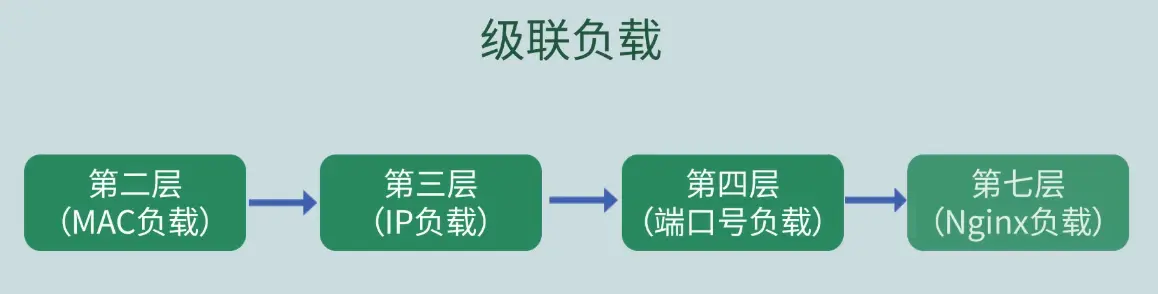 级联负载
第二层
（MAC负载）
第三层
（IP负载）
第四层
（端口号负载）
第七层
（Nginx负载）